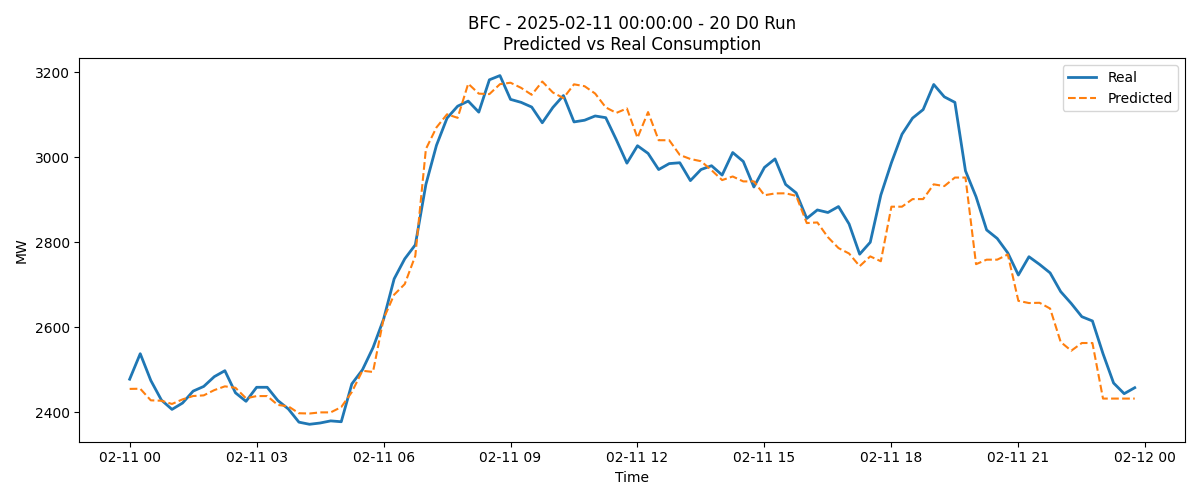 BFC - 2025-02-11 00:00:00 - 20 D0 Run
Predicted vs Real Consumption
Real
Predicted
MW
3200
3000
2800
2600
2400
02-11 00
02-11 03
02-11 06
02-11 09
02-11 12
02-11 15
02-11 18
02-11 21
02-12 00
Time